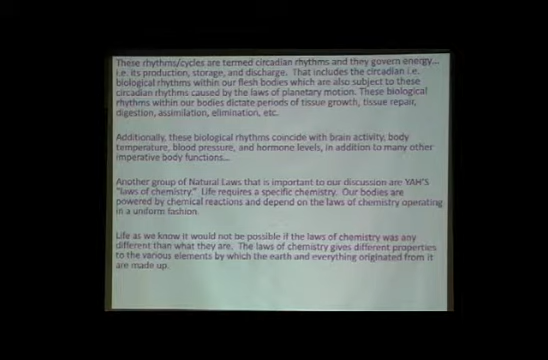 These rhythms/cycles are termed circadian rhythms and they govern energy...
i.e. its production, storage, and discharge.  That includes the circadian i.e.
biological rhythms within our flesh bodies which are also subject to these
circadian rhythms caused by the laws of planetary motion.  These biological
rhythms within our bodies dictate periods of tissue growth, tissue repair,
digestion, assimilation, elimination, etc.
Additionally, these biological rhythms coincide with brain activity, body
temperature, blood pressure, and hormone levels, in addition to many other
imperative body functions...
Another group of Natural Laws that is important to our discussion are YAH'S
"laws of chemistry."  Life requires a specific chemistry.  Our bodies are
powered by chemical reactions and depend on the laws of chemistry operating
in a uniform fashion.
Life as we know it would not be possible if the laws of chemistry was any
different than what they are.  The laws of chemistry gives different properties
to the various elements by which the earth and everything originated from it
are made up.